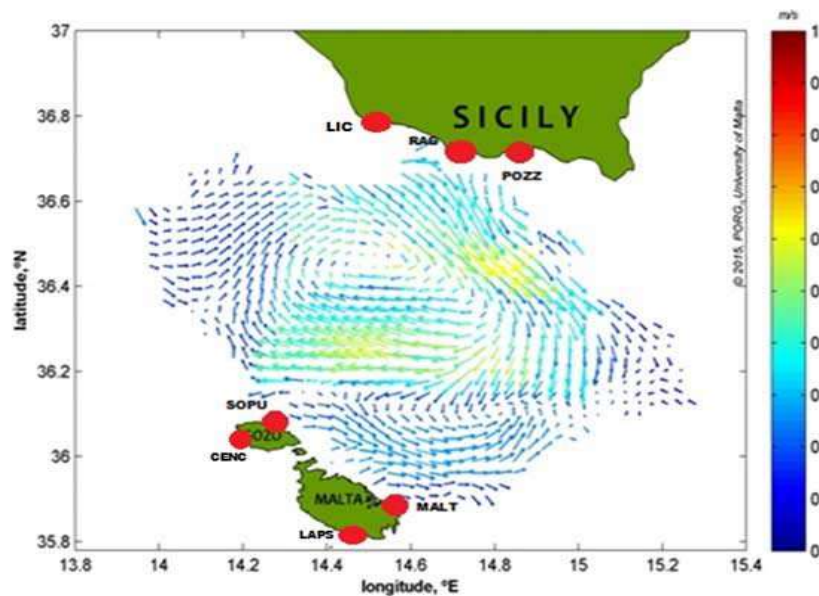 m/s
37
36.8
36.6
36.4
36.2
36
35.8
latitude,°N
SICILY
LIC
RAG
POZZ
SOPU
OZO
CENC
MALTA
MALT
LAPS
13.8 14 14.2 14.4 14.6 14.8 15 15.2 15.4
longitude, °E
© 2015, PORG, University of Malta
1
0
0
0
0
0
0
0
0
0
0